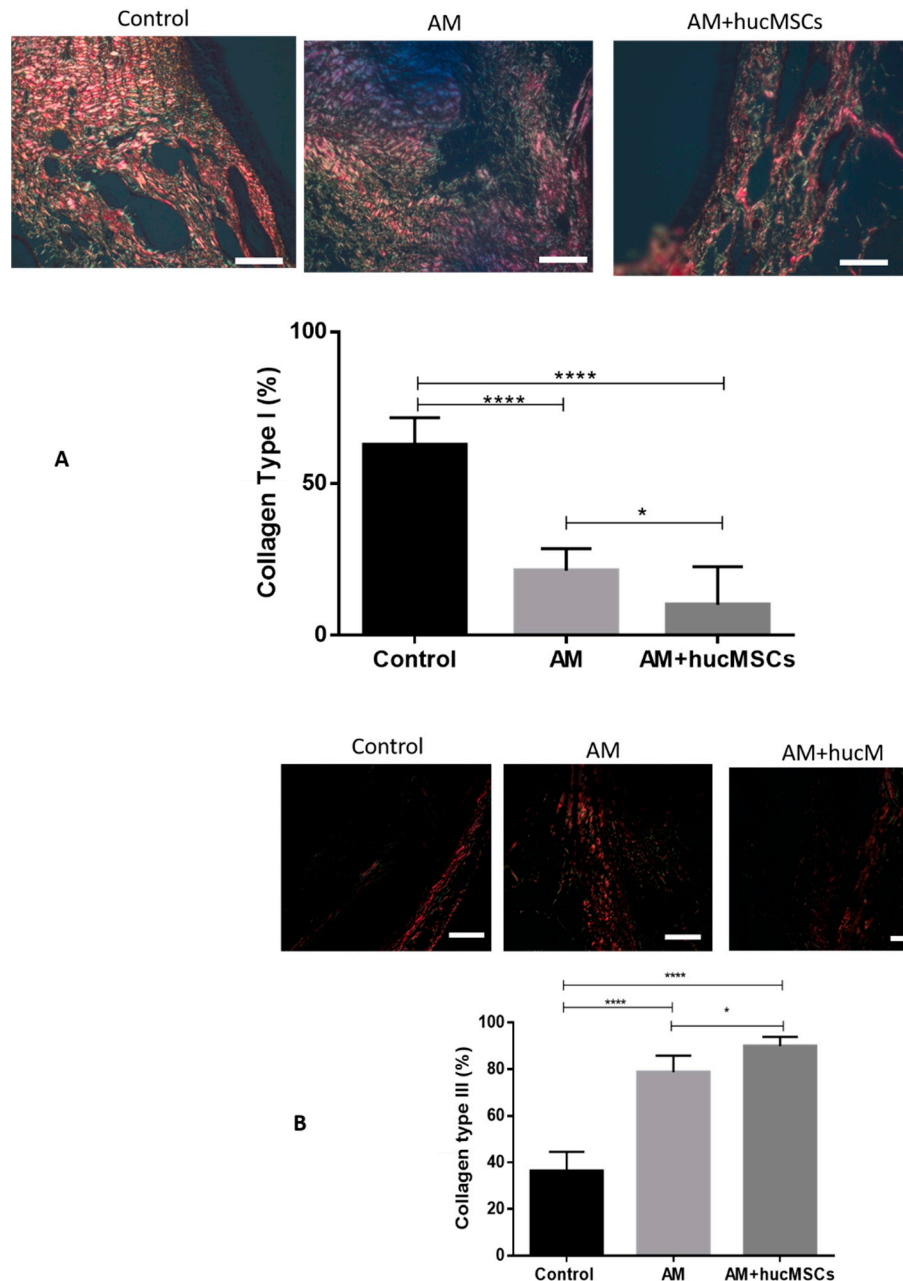 Control AM AM+hucMSCs
**** 
**** 
*
100
50
0
Collagen Type I (%)
Control AM AM+hucMSCs
A
Control AM AM+hucM
****
****
*
100
80
60
40
20
0
Collagen type III (%)
Control AM AM+hucMSCs
B